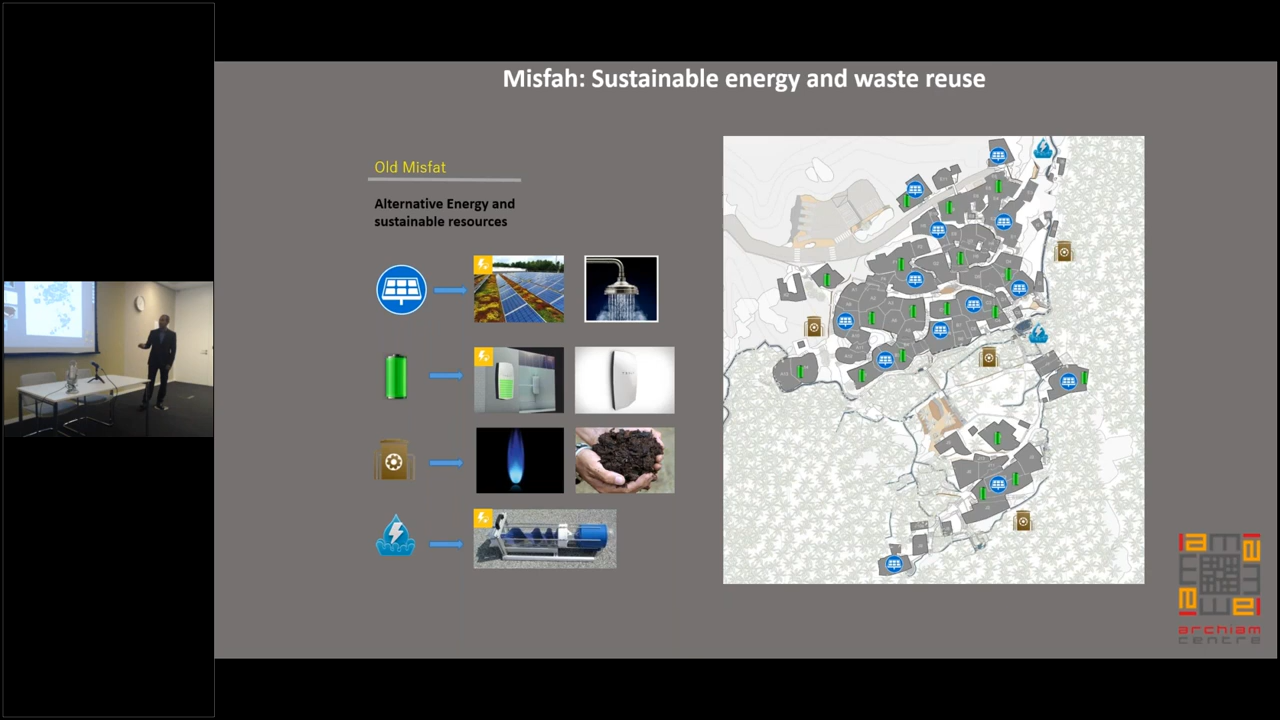 Misfah: Sustainable energy and waste reuse
Old Misfat
Alternative Energy and
sustainable resources
archiam
centre